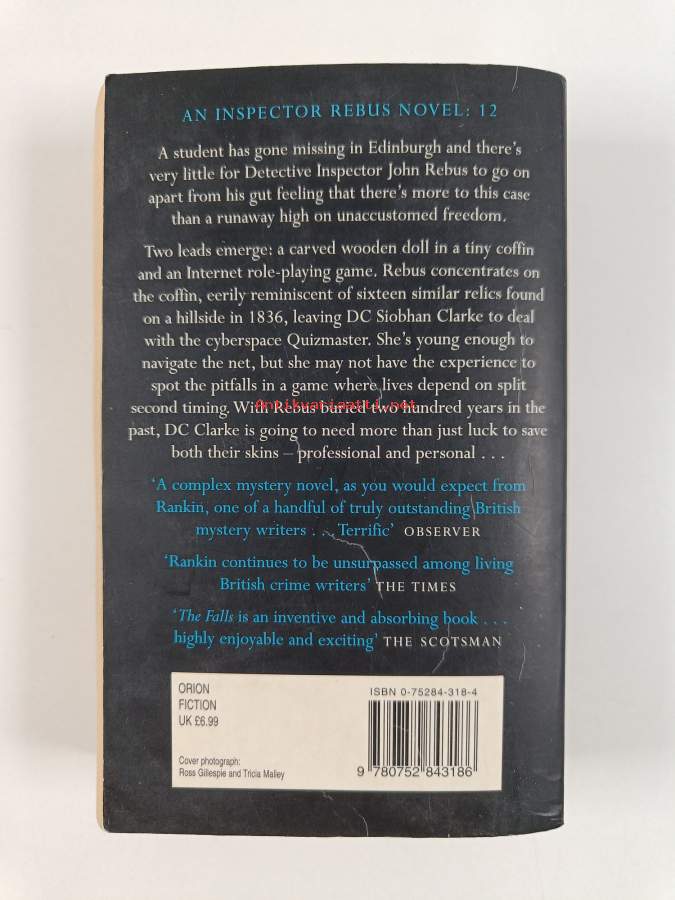 AN INSPECTOR REBUS NOVEL: 12
A student has gone missing in Edinburgh and there's
very little for Detective Inspector John Rebus to go on
apart from his gut feeling that there's more to this case
than a runaway high on unaccustomed freedom.
Two leads emerge: a carved wooden doll in a tiny coffin
and an Internet role-playing game. Rebus concentrates on
the coffin, eerily reminiscent of sixteen similar relics found
on a hillside in 1836, leaving DC Siobhan Clarke to deal
with the cyberspace Quizmaster. She's young enough to
navigate the net, but she may not have the experience to
spot the pitfalls in a game where lives depend on split
Antikvariaatti.net
second timing. With Rebus buried two hundred years in the
past, DC Clarke is going to need more than just luck to save
both their skins – professional and personal . . .
'A complex mystery novel, as you would expect from
Rankin, one of a handful of truly outstanding British
mystery writers . . . Terrific' OBSERVER
'Rankin continues to be unsurpassed among living
British crime writers' THE TIMES
'The Falls is an inventive and absorbing book . . .
highly enjoyable and exciting' THE SCOTSMAN
ORION
FICTION
UK £6.99
Cover photograph:
Ross Gillespie and Tricia Malley
ISBN 0-75284-318-4
9 780752 843186